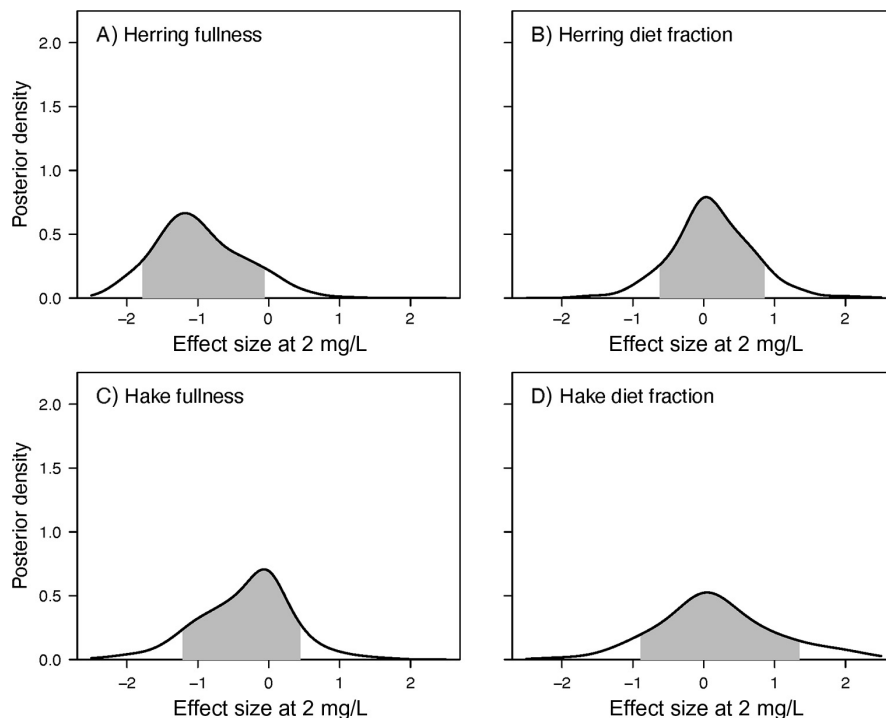 A) Herring fullness
B) Herring diet fraction
Posterior density
2.0
1.5
1.0
0.5
0.0
−2 −1 0 1 2
−2 −1 0 1 2
Effect size at 2 mg/L
Effect size at 2 mg/L
C) Hake fullness
D) Hake diet fraction
Posterior density
2.0
1.5
1.0
0.5
0.0
−2 −1 0 1 2
−2 −1 0 1 2
Effect size at 2 mg/L
Effect size at 2 mg/L